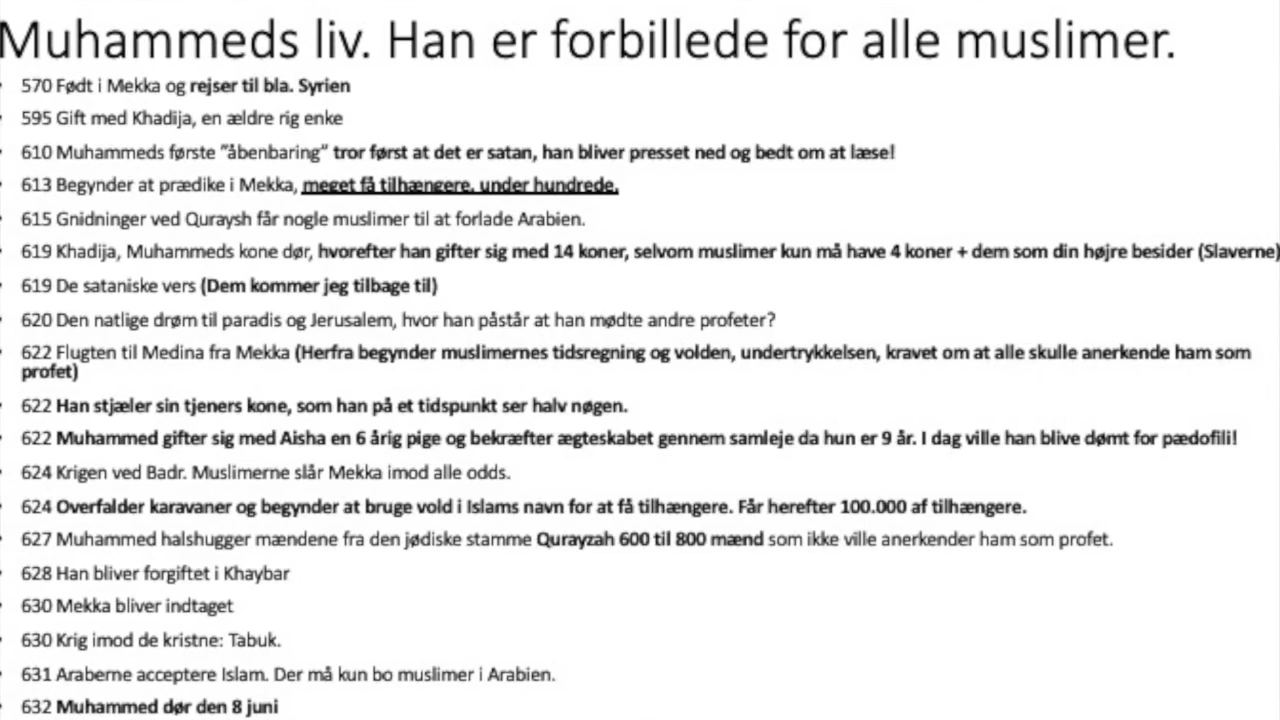 Muhammeds liv. Han er forbillede for alle muslimer.
570 Født i Mekka og rejser til bla. Syrien
595 Gift med Khadija, en ældre rig enke
610 Muhammeds første ”åbenbaring” tror først at det er satan, han bliver presset ned og bedt om at læse!
613 Begynder at prædike i Mekka, meget få tilhængere. under hundrede.
615 Gnidninger ved Quraysh får nogle muslimer til at forlade Arabien.
619 Khadija, Muhammeds kone dør, hvorefter han gifter sig med 14 koner, selvom muslimer kun må have 4 koner + dem som din højre besider (Slaverne)
619 De sataniske vers (Dem kommer jeg tilbage til)
620 Den natlige drøm til paradis og Jerusalem, hvor han påstår at han mødte andre profeter?
622 Flugten til Medina fra Mekka (Herfra begynder muslimernes tidsregning og volden, undertrykkelsen, kravet om at alle skulle anerkende ham som
profet)
622 Han stjæler sin tjeners kone, som han på et tidspunkt ser halv nøgen.
622 Muhammed gifter sig med Aisha en 6 årig pige og bekræfter ægteskabet gennem samleje da hun er 9 år. I dag ville han blive dømt for pædofili!
624 Krigen ved Badr. Muslimerne slår Mekka imod alle odds.
624 Overfalder karavaner og begynder at bruge vold i Islams navn for at få tilhængere. Får herefter 100.000 af tilhængere.
627 Muhammed halshugger mændene fra den jødiske stamme Qurayzah 600 til 800 mænd som ikke ville anerkender ham som profet.
628 Han bliver forgiftet i Khaybar
630 Mekka bliver indtaget
630 Krig imod de kristne: Tabuk.
631 Araberne acceptere Islam. Der må kun bo muslimer i Arabien.
632 Muhammed dør den 8 juni